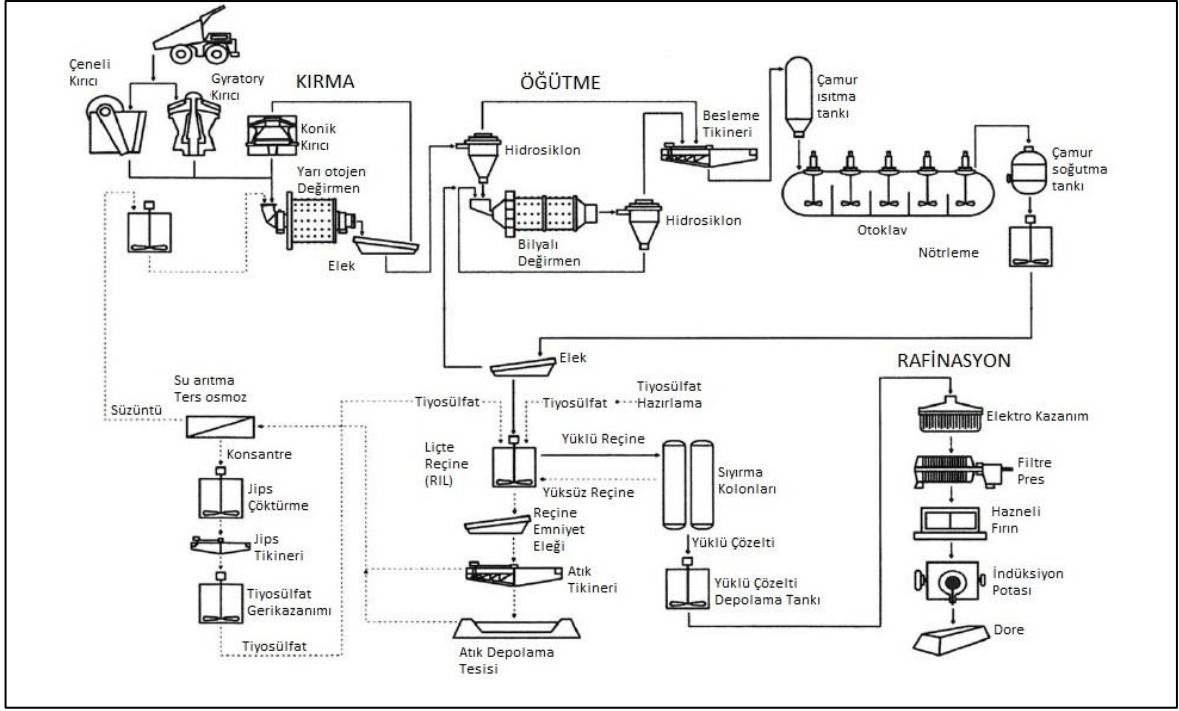 Çeneli
Kırıcı
Gyratory
Kırıcı
KIRMA
Konik
Kırıcı
Yarı otojen
Değirmen
Elek
ÖĞÜTME
Hidrosiklon
Bilyalı
Değirmen
Hidrosiklon
Besleme
Tikineri
Çamur
ısıtma
tankı
Otoklav
Çamur
soğutma
tankı
Nötrleme
Elek
RAFİNASYON
Su arıtma
Ters osmoz
Süzüntü
Konsantre
Jips
Çöktürme
Jips
Tikineri
Tiyosülfat
Gerikazanımı
Tiyosülfat
Tiyosülfat
Tiyosülfat
Tiyosülfat
Hazırlama
Liçte
Reçine
(RIL)
Yüklü Reçine
Yüksüz Reçine
Sıyırma
Kolonları
Reçine
Emniyet
Eleği
Atık
Tikineri
Atık Depolama
Tesisi
Yüklü Çözelti
Yüklü Çözelti
Depolama Tankı
Elektro Kazanım
Filtre
Pres
Hazneli
Fırın
İndüksiyon
Potası
Dore